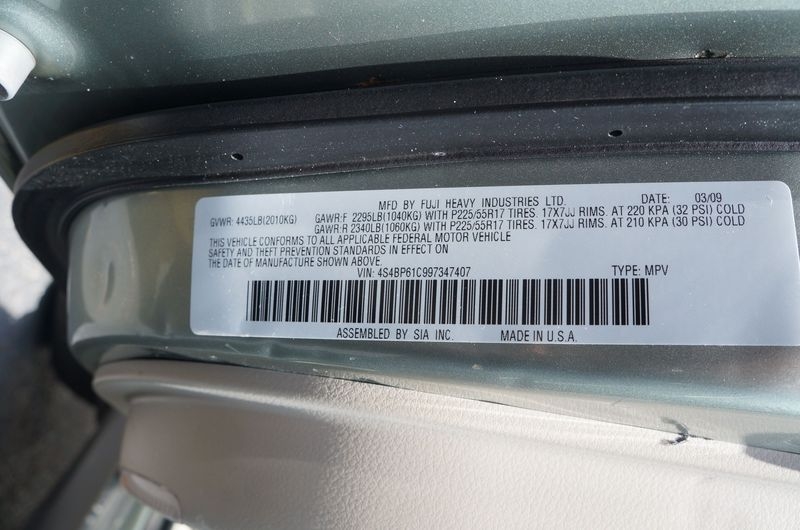 MFD BY FUJI HEAVY INDUSTRIES LTD. DATE: 03/09
GVWR: 4435LB(2010KG) GAWR:F 2295LB(1040KG) WITH P225/55R17 TIRES. 17X7JJ RIMS. AT 220 KPA (32 PSI) COLD
GAWR:R 2340LB(1060KG) WITH P225/55R17 TIRES. 17X7JJ RIMS. AT 210 KPA (30 PSI) COLD
THIS VEHICLE CONFORMS TO ALL APPLICABLE FEDERAL MOTOR VEHICLE
SAFETY AND THEFT PREVENTION STANDARDS IN EFFECT ON
THE DATE OF MANUFACTURE SHOWN ABOVE.
VIN: 4S4BP61C997347407 TYPE: MPV
ASSEMBLED BY SIA INC. MADE IN U.S.A.